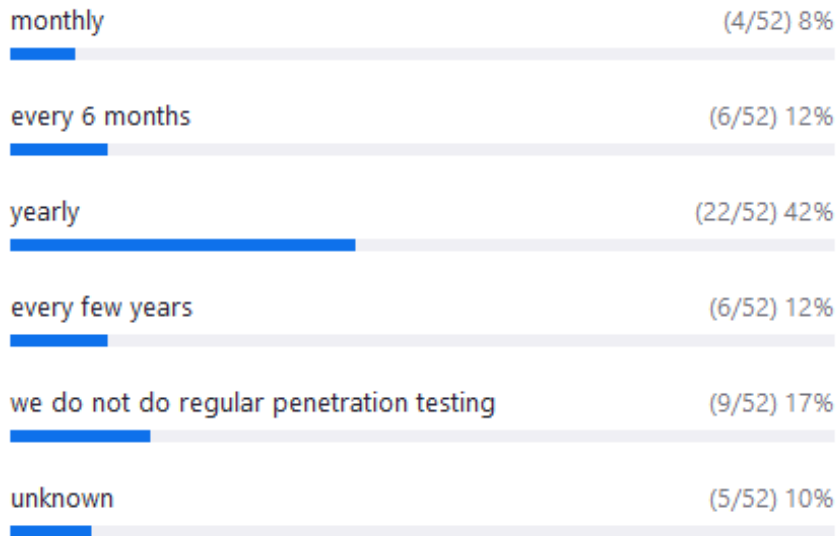 monthly (4/52) 8%
every 6 months (6/52) 12%
yearly (22/52) 42%
every few years (6/52) 12%
we do not do regular penetration testing (9/52) 17%
unknown (5/52) 10%